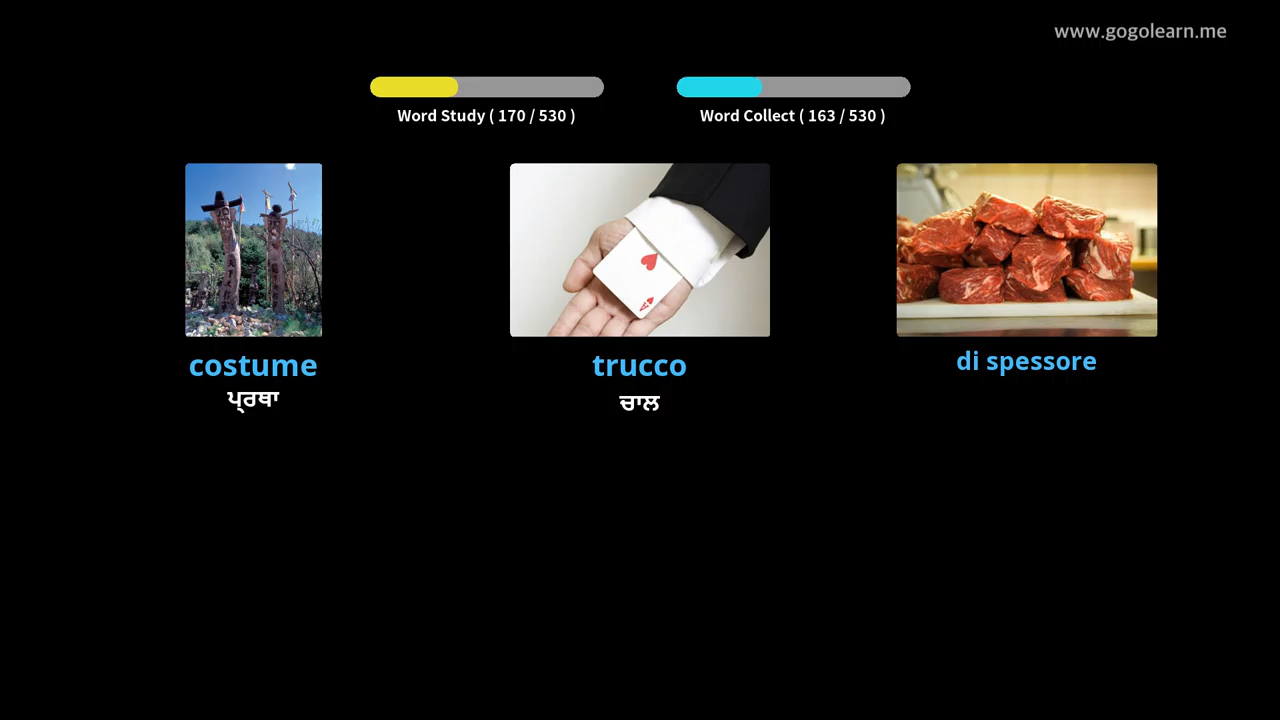 www.gogolearn.me
Word Study ( 170 / 530 )
Word Collect ( 163 / 530 )
costume
ਪ੍ਰਥਾ
trucco
ਚਾਲ
di spessore